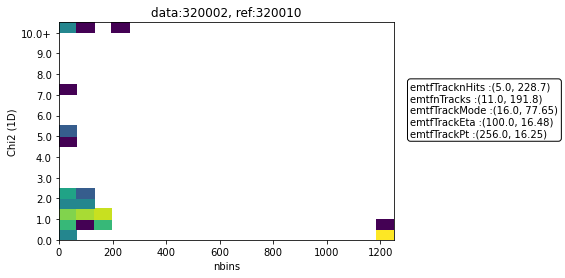 data:320002, ref:320010
10.0+
9.0
8.0
7.0
6.0
5.0
4.0
3.0
2.0
1.0
0.0
Chi2 (1D)
0
200
400
600
800
1000
1200
nbins
emtfTracknHits :(5.0, 228.7)
emtfnTracks :(11.0, 191.8)
emtfTrackMode :(16.0, 77.65)
emtfTrackEta :(100.0, 16.48)
emtfTrackPt :(256.0, 16.25)